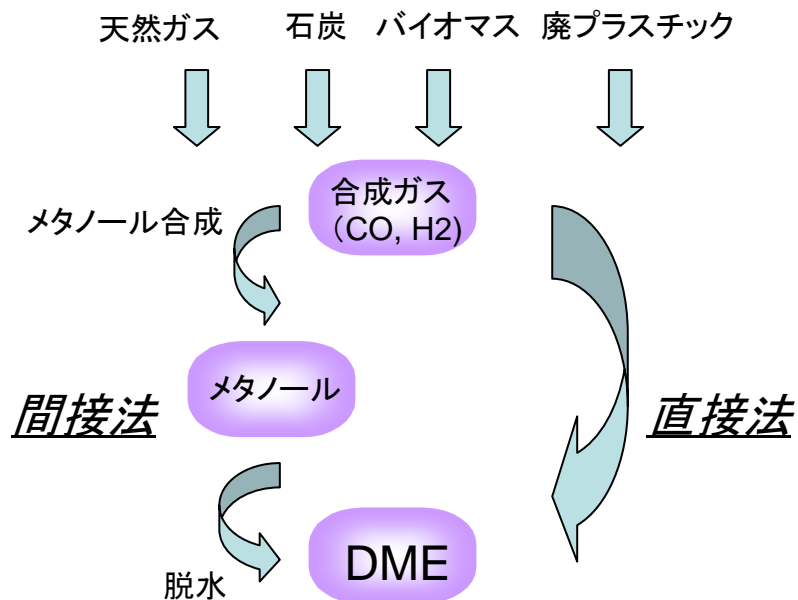 天然ガス 石炭 バイオマス 廃プラスチック
合成ガス
（CO, H2)
メタノール合成
メタノール
間接法
直接法
DME
脱水